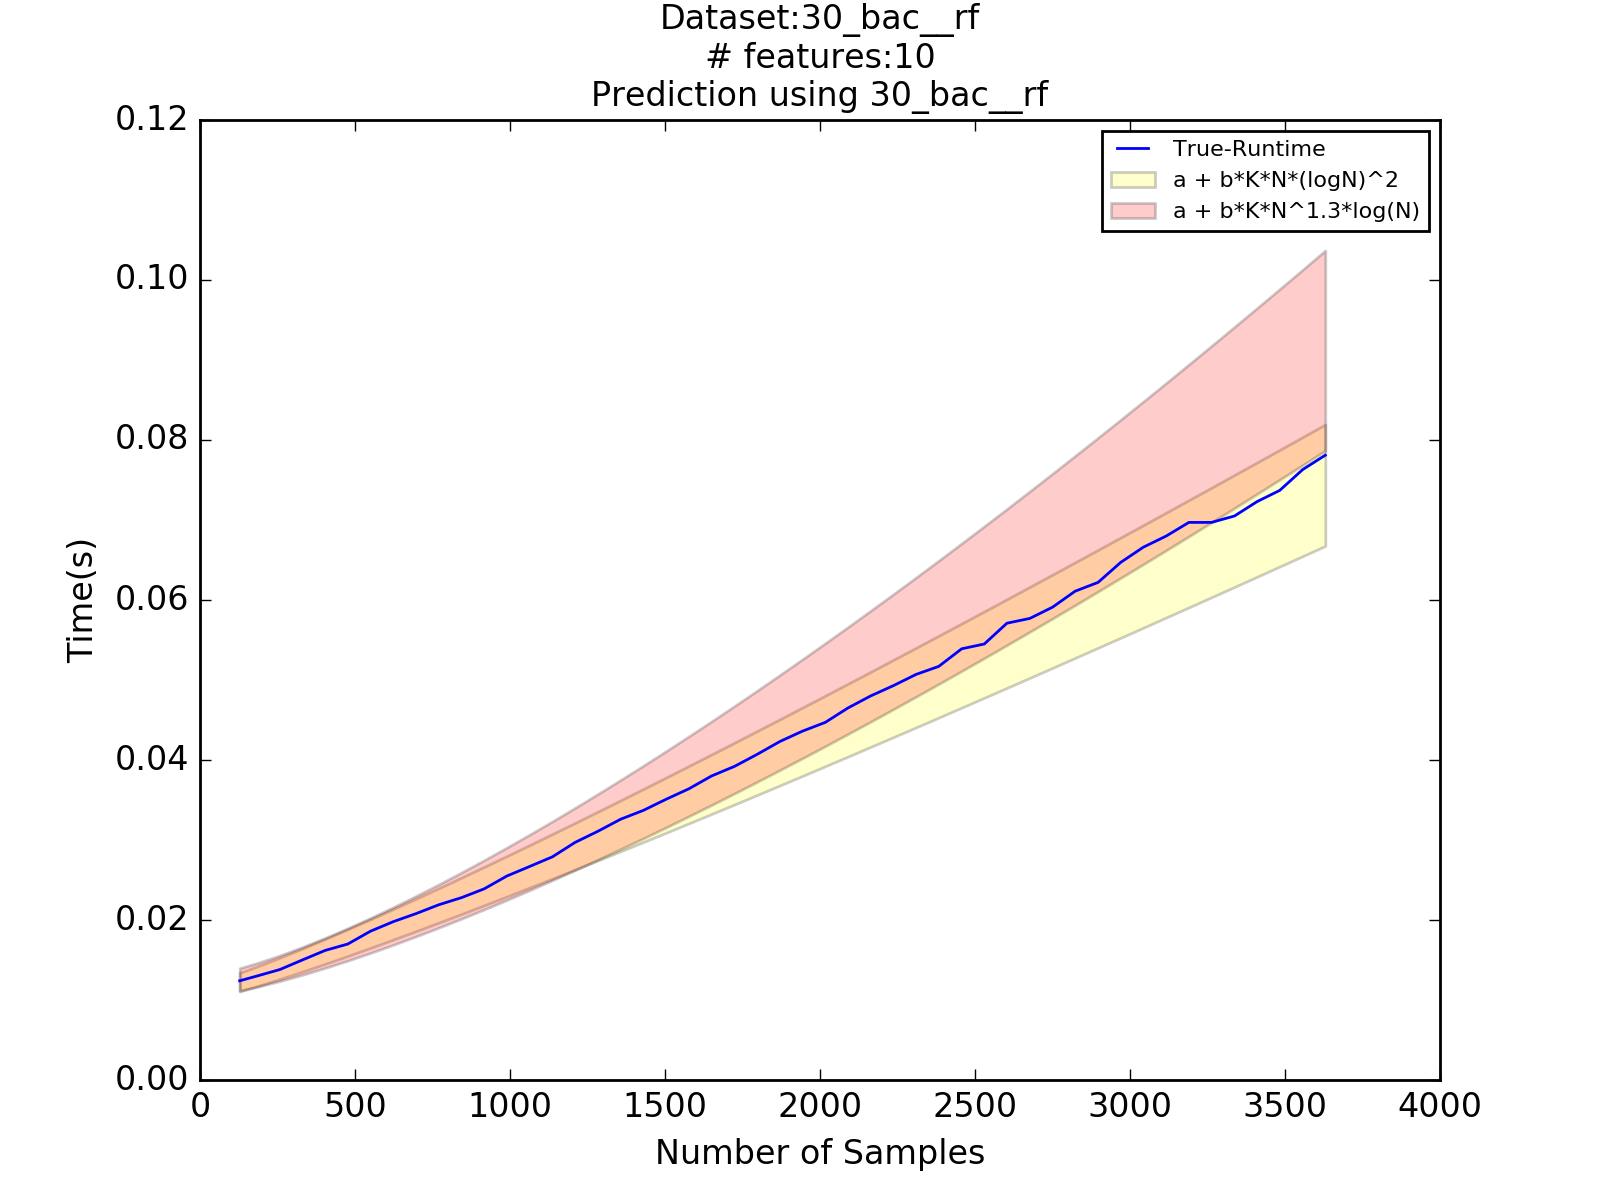 Dataset:30_bac__rf
# features:10
Prediction using 30_bac__rf
True-Runtime
a + b*K*N*(logN)^2
a + b*K*N^1.3*log(N)
0.12
0.10
0.08
0.06
0.04
0.02
0.00
Time(s)
0 500 1000 1500 2000 2500 3000 3500 4000
Number of Samples